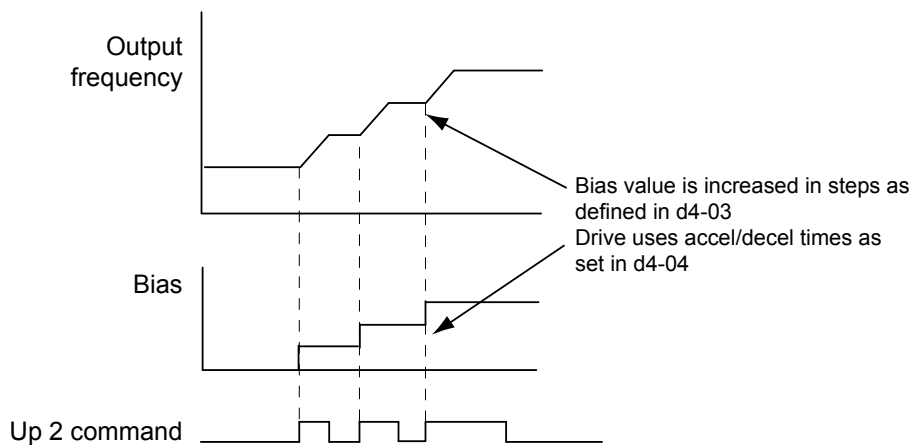 Output
frequency
Bias value is increased in steps as
defined in d4-03
Drive uses accel/decel times as
set in d4-04
Bias
Up 2 command